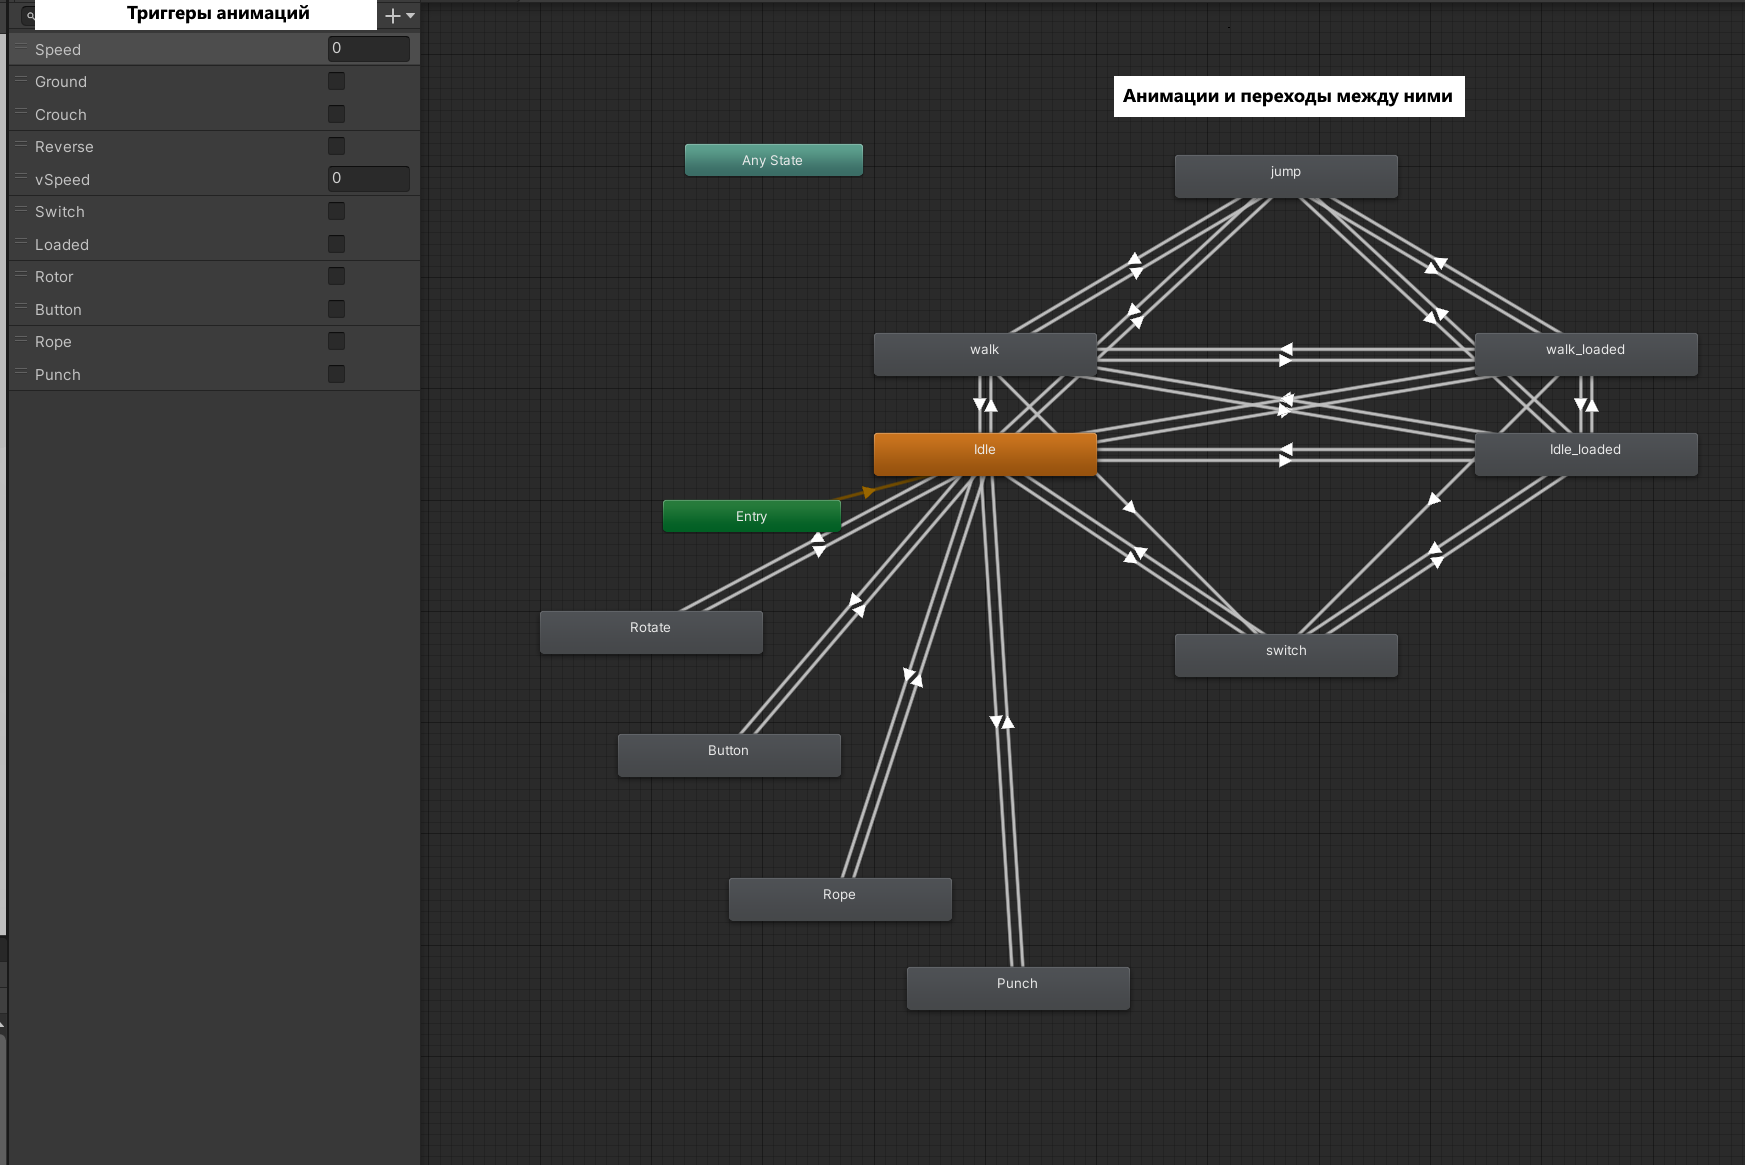 Триггеры анимаций
Speed 0
Ground
Crouch
Reverse
vSpeed 0
Switch
Loaded
Rotor
Button
Rope
Punch
Анимации и переходы между ними
Any State
jump
walk
walk_loaded
Idle
Idle_loaded
Entry
Rotate
switch
Button
Rope
Punch